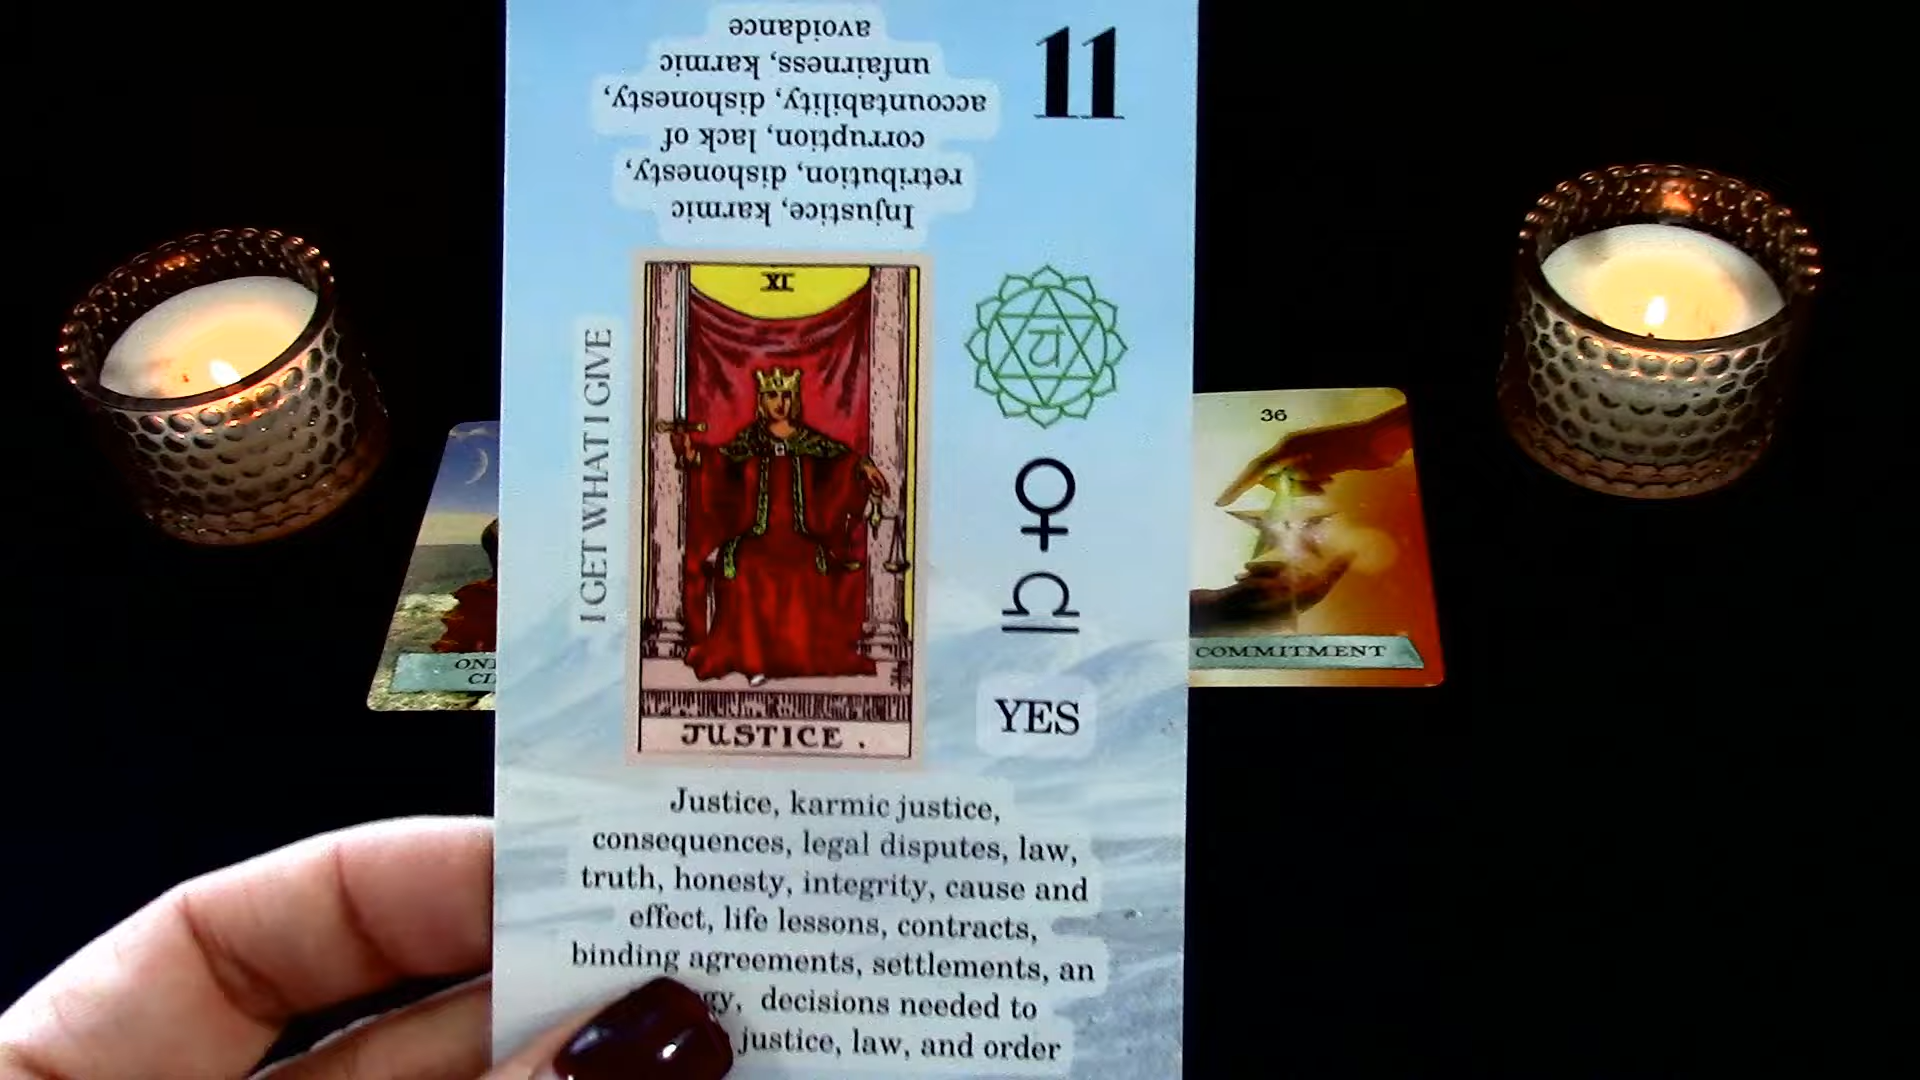 11
Injustice, karmic
retribution, dishonesty,
corruption, lack of
accountability, dishonesty,
unfairness, karmic
avoidance
I GET WHAT I GIVE
XI
JUSTICE .
यं
YES
Justice, karmic justice,
consequences, legal disputes, law,
truth, honesty, integrity, cause and
effect, life lessons, contracts,
binding agreements, settlements, an
decisions needed to
justice, law, and order
36
COMMITMENT